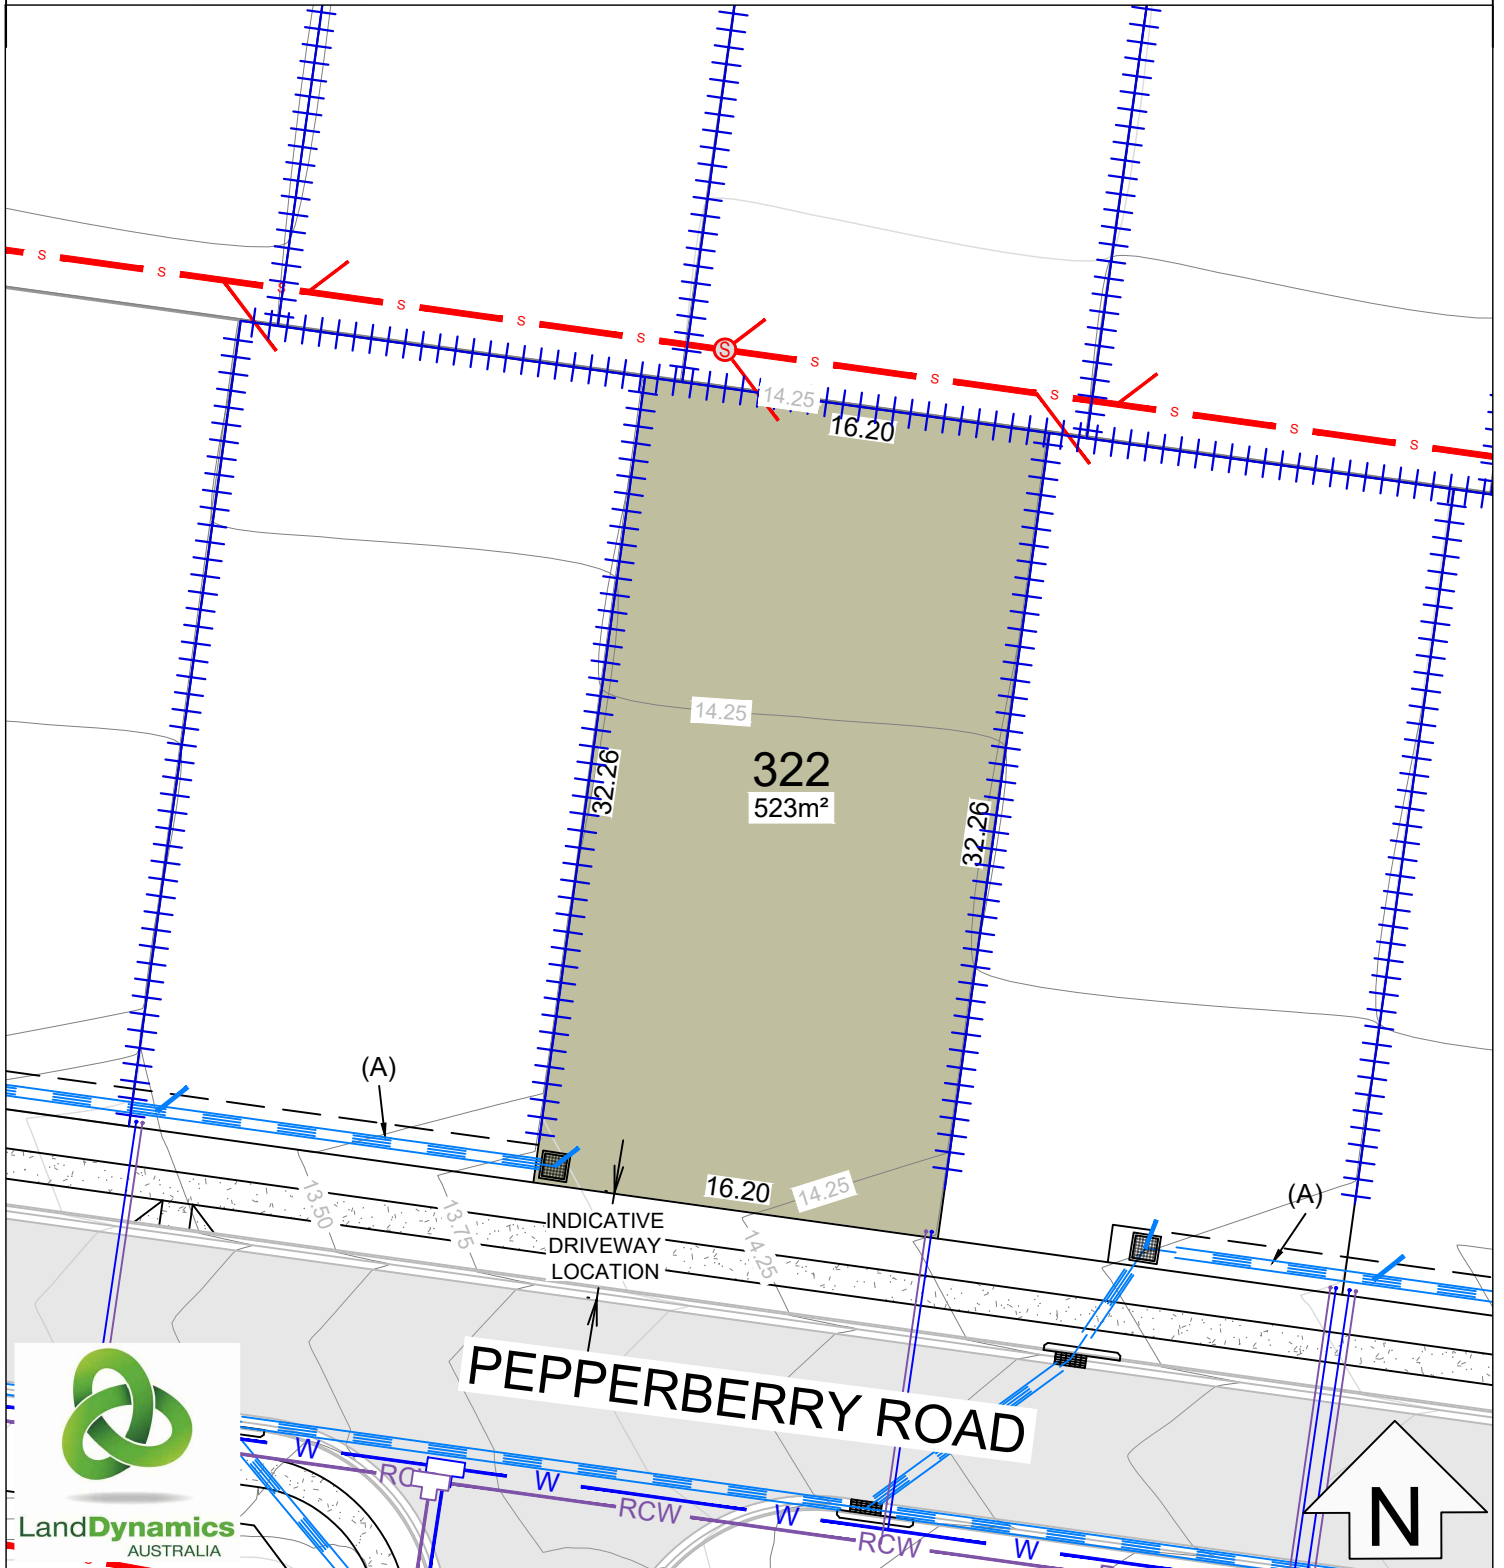 S
S
S
S
S
S
S
S
S
S
S
S
S
14.25
16.20
14.25
322
523m²
32.26
32.26
(A)
(A)
16.20
14.25
13.50
13.75
14.25
INDICATIVE
DRIVEWAY
LOCATION
PEPPERBERRY ROAD
W
W
W
W
RCW
RCW
LandDynamics
AUSTRALIA
N